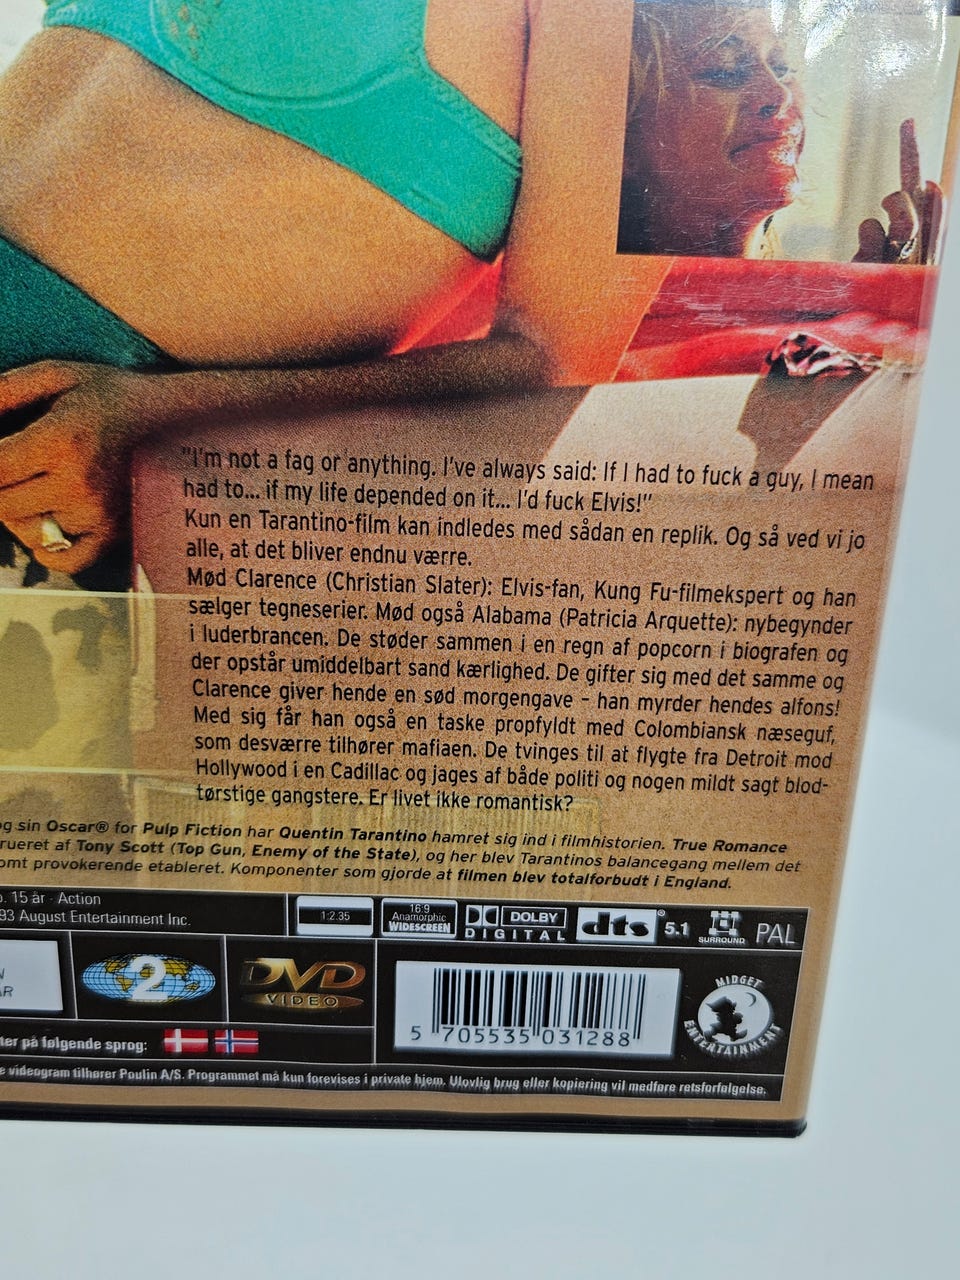 "I'm not a fag or anything. I've always said: If I had to fuck a guy, I mean
had to... if my life depended on it... I'd fuck Elvis!"
Kun en Tarantino-film kan indledes med sådan en replik. Og så ved vi jo
alle, at det bliver endnu værre.
Mød Clarence (Christian Slater): Elvis-fan, Kung Fu-filmekspert og han
sælger tegneserier. Mød også Alabama (Patricia Arquette): nybegynder
i luderbrancen. De støder sammen i en regn af popcorn i biografen og
der opstår umiddelbart sand kærlighed. De gifter sig med det samme og
Clarence giver hende en sød morgengave - han myrder hendes alfons!
Med sig får han også en taske propfyldt med Colombiansk næseguf,
som desværre tilhører mafiaen. De tvinges til at flygte fra Detroit mod
Hollywood i en Cadillac og jages af både politi og nogen mildt sagt blod-
tørstige gangstere. Er livet ikke romantisk?
og sin Oscar® for Pulp Fiction har Quentin Tarantino hamret sig ind i filmhistorien. True Romance
rueret af Tony Scott (Top Gun, Enemy of the State), og her blev Tarantinos balancegang mellem det
omt provokerende etableret. Komponenter som gjorde at filmen blev totalforbudt i England.
. 15 år · Action
93 August Entertainment Inc.
1:2.35
16:9
Anamorphic
WIDESCREEN
DOLBY
DIGITAL
dts® 5.1
SURROUND
PAL
AR
2
DVD
VIDEO
5 705535 031288
MIDGET
ENTERTAINMENT
ter på følgende sprog:
e videogram tilhører Poulin A/S. Programmet må kun forevises i private hjem. Ulovlig brug eller kopiering vil medføre retsforfølgelse.